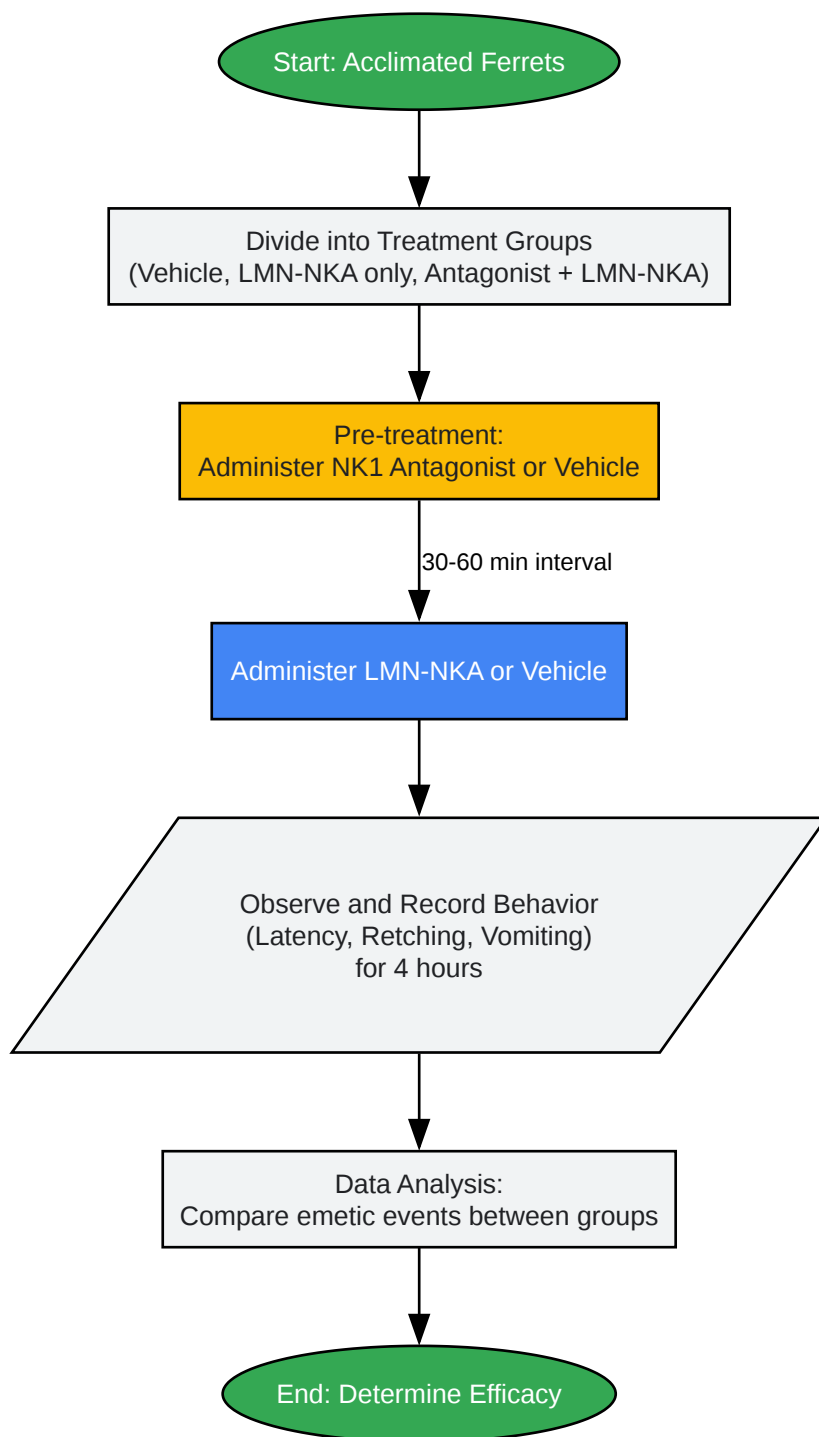 Start: Acclimated Ferrets
Divide into Treatment Groups
(Vehicle, LMN-NKA only, Antagonist + LMN-NKA)
Pre-treatment:
Administer NK1 Antagonist or Vehicle
30-60 min interval
Administer LMN-NKA or Vehicle
Observe and Record Behavior
(Latency, Retching, Vomiting)
for 4 hours
Data Analysis:
Compare emetic events between groups
End: Determine Efficacy